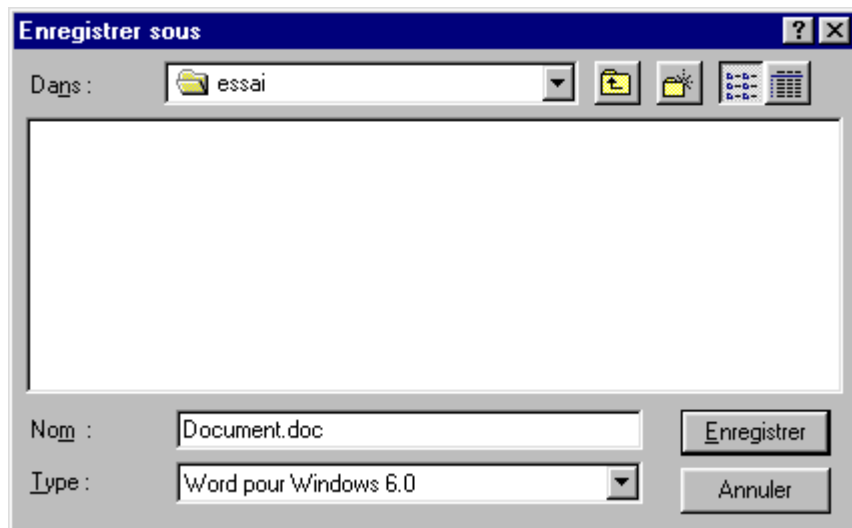 Enregistrer sous
Dans : essai
Nom : Document.doc Enregistrer
Type : Word pour Windows 6.0 Annuler